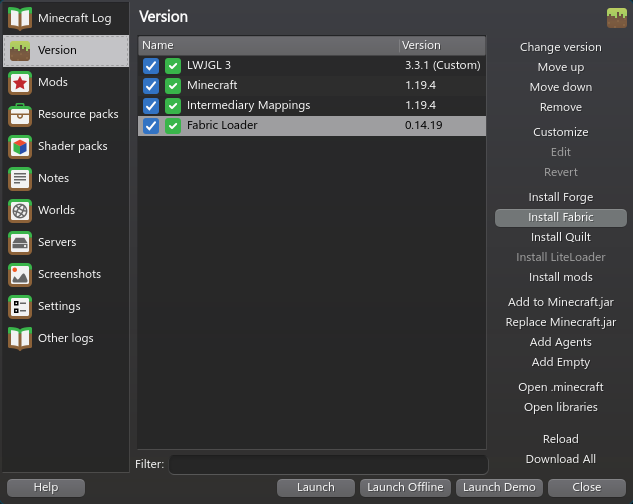 Minecraft Log
Version
Mods
Resource packs
Shader packs
Notes
Worlds
Servers
Screenshots
Settings
Other logs
Version
Name Version
LWJGL 3 3.3.1 (Custom)
Minecraft 1.19.4
Intermediary Mappings 1.19.4
Fabric Loader 0.14.19
Filter:
Change version
Move up
Move down
Remove
Customize
Edit
Revert
Install Forge
Install Fabric
Install Quilt
Install LiteLoader
Install mods
Add to Minecraft.jar
Replace Minecraft.jar
Add Agents
Add Empty
Open .minecraft
Open libraries
Reload
Download All
Help Launch Launch Offline Launch Demo Close